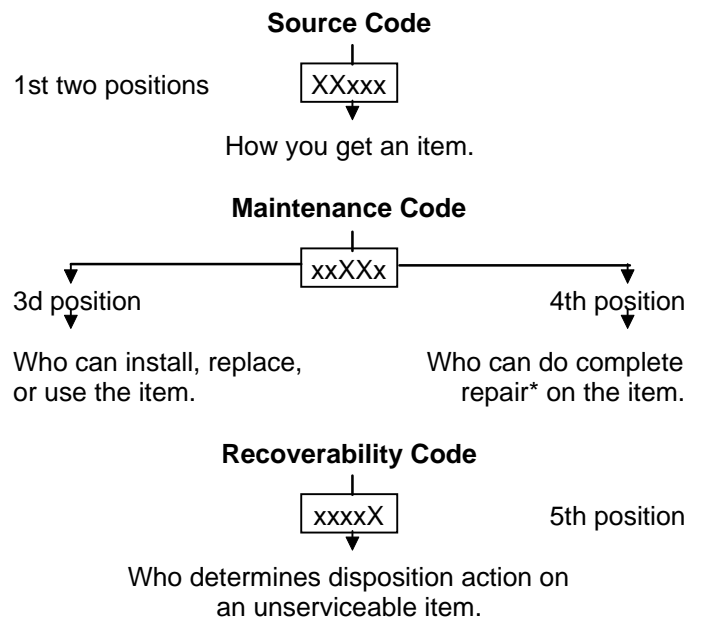 Source Code
1st two positions XXxxx
How you get an item.
Maintenance Code
xxXXx
3d position 4th position
Who can install, replace, Who can do complete
or use the item. repair* on the item.
Recoverability Code
xxxxX 5th position
Who determines disposition action on
an unserviceable item.